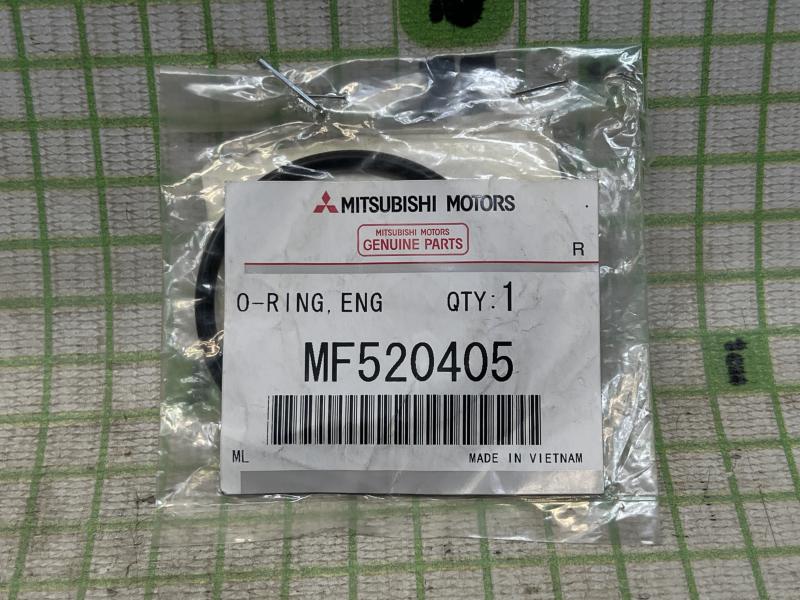 MITSUBISHI MOTORS
MITSUBISHI MOTORS
GENUINE PARTS
R
O-RING, ENG QTY:1
MF520405
ML MADE IN VIETNAM